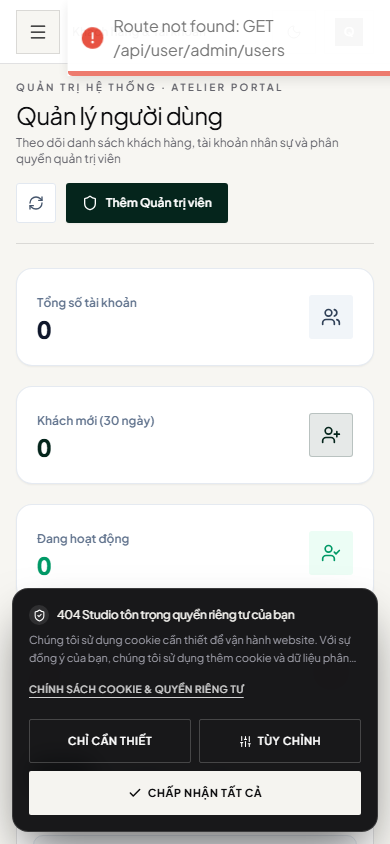 Route not found: GET
/api/user/admin/users
QUẢN TRỊ HỆ THỐNG · ATELIER PORTAL
Quản lý người dùng
Theo dõi danh sách khách hàng, tài khoản nhân sự và phân
quyền quản trị viên
Thêm Quản trị viên
Tổng số tài khoản
0
Khách mới (30 ngày)
0
Đang hoạt động
0
404 Studio tôn trọng quyền riêng tư của bạn
Chúng tôi sử dụng cookie cần thiết để vận hành website. Với sự
đồng ý của bạn, chúng tôi sử dụng thêm cookie và dữ liệu phân...
CHÍNH SÁCH COOKIE & QUYỀN RIÊNG TƯ
CHỈ CẦN THIẾT
TÙY CHỈNH
CHẤP NHẬN TẤT CẢ